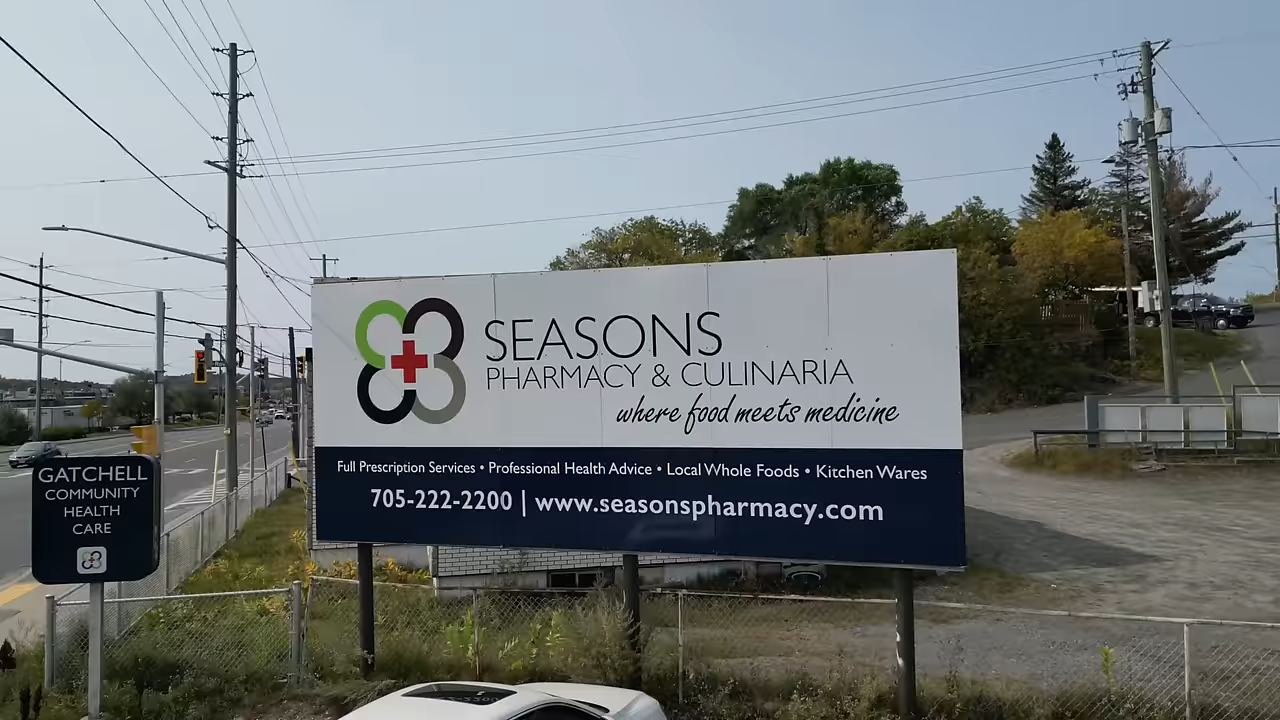 SEASONS
PHARMACY & CULINARIA
where food meets medicine
Full Prescription Services • Professional Health Advice • Local Whole Foods • Kitchen Wares
705-222-2200 | www.seasonspharmacy.com
GATCHELL
COMMUNITY
HEALTH
CARE